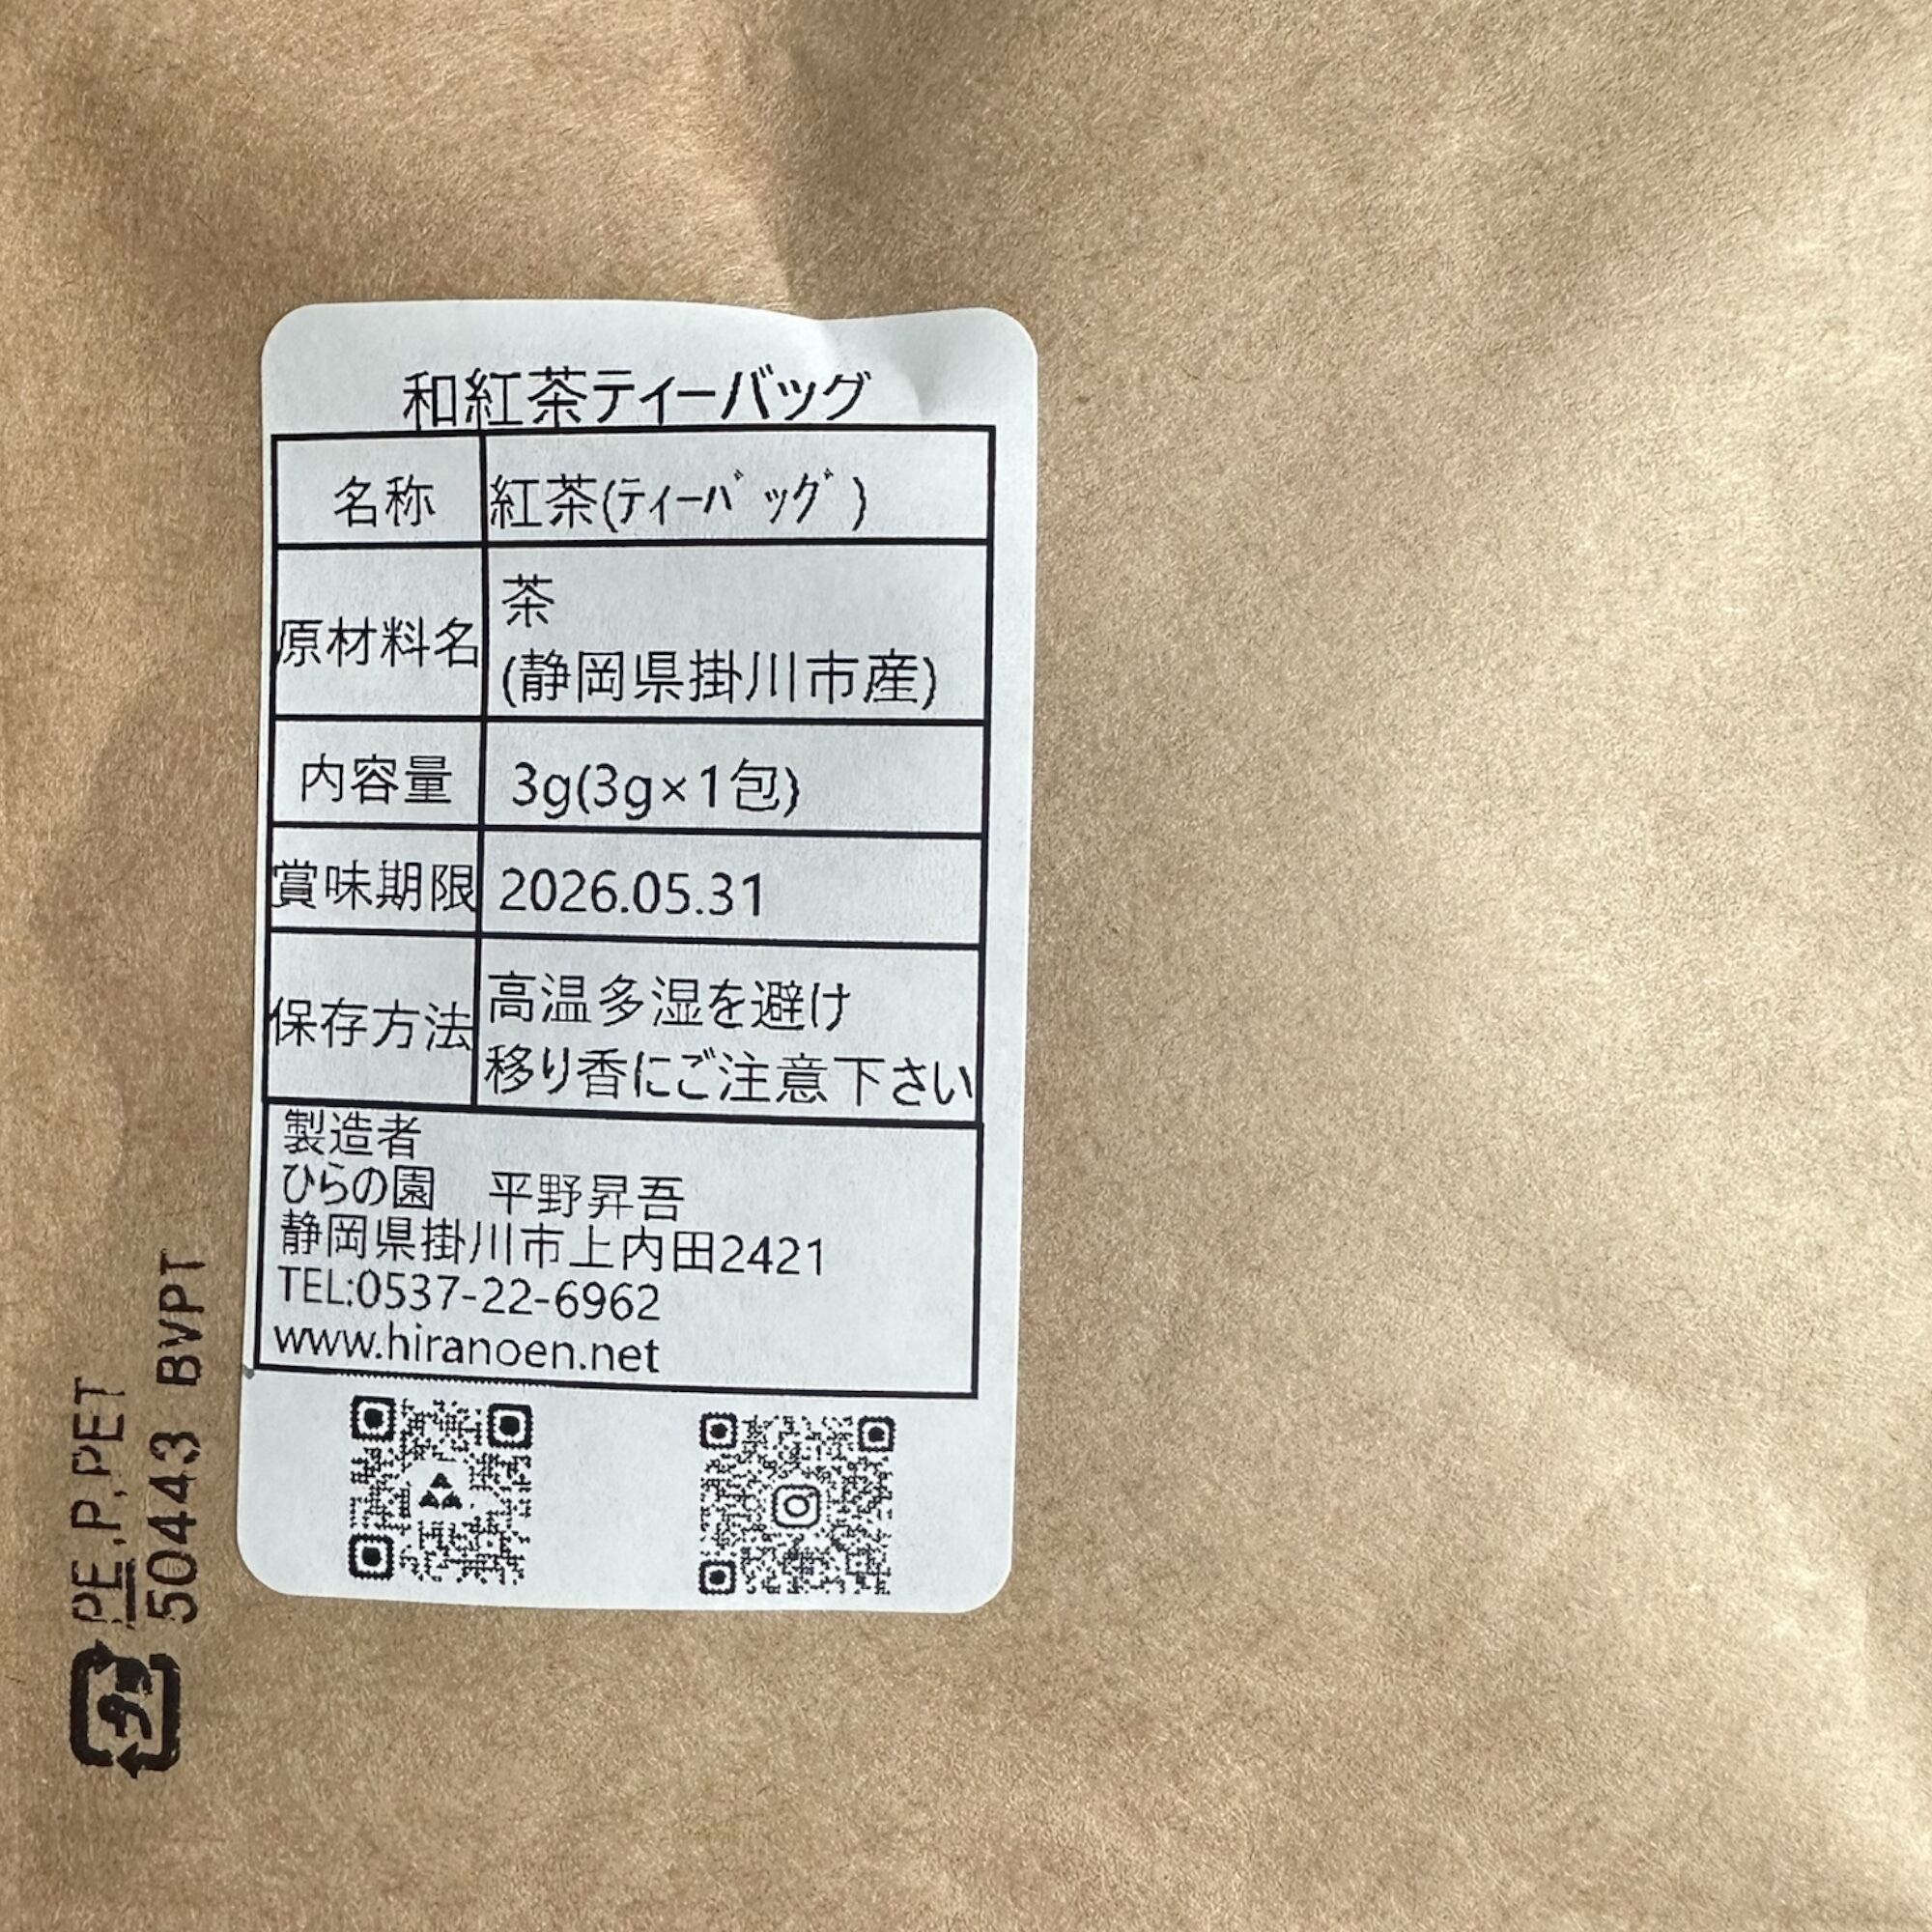 和紅茶ティーバッグ
名称 紅茶(ﾃｨｰﾊﾞｯｸﾞ)
原材料名 茶
(静岡県掛川市産)
内容量 3g(3g×1包)
賞味期限 2026.05.31
保存方法 高温多湿を避け
移り香にご注意下さい
製造者
ひらの園　平野昇吾
静岡県掛川市上内田2421
TEL:0537-22-6962
www.hiranoen.net
プラ
PE,P,PET
50443 BVPT